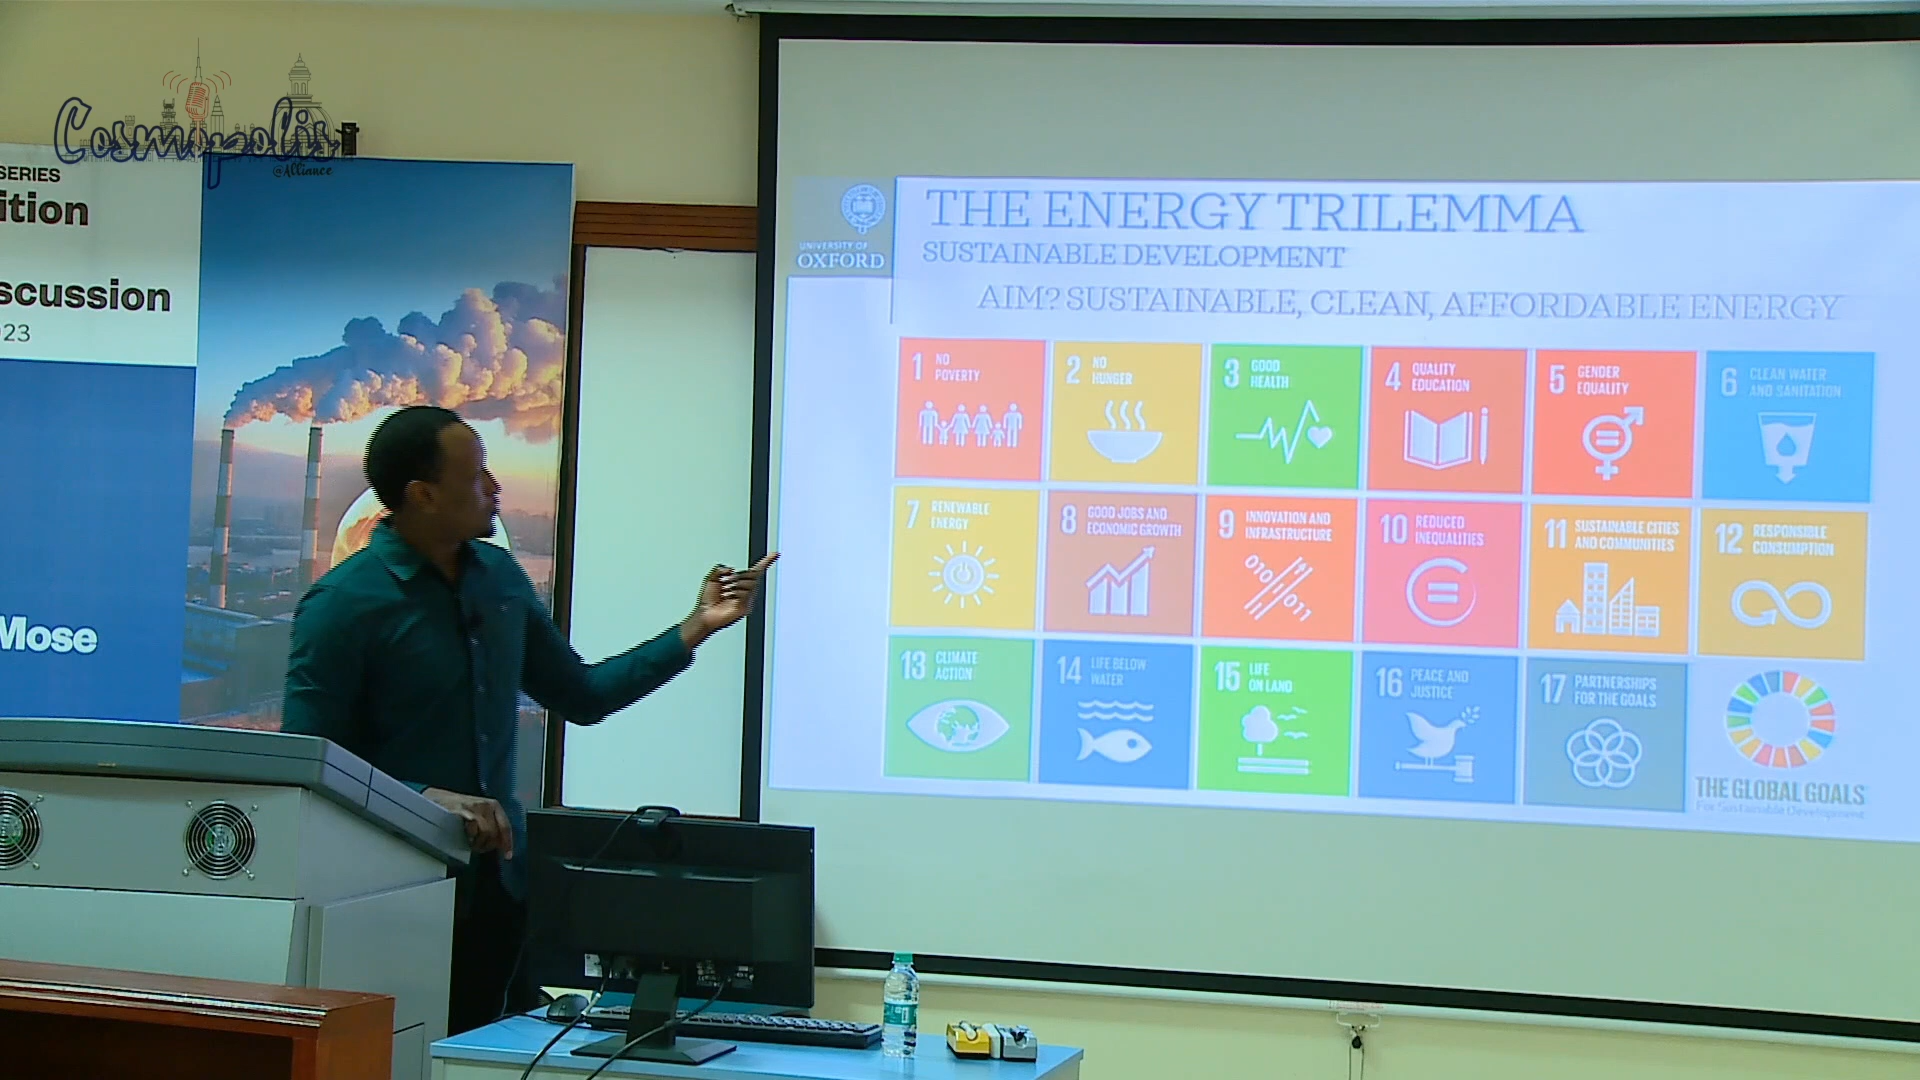 Cosmopolis
@Alliance
SERIES
ition
scussion
023
Mose
UNIVERSITY OF
OXFORD
THE ENERGY TRILEMMA
SUSTAINABLE DEVELOPMENT
AIM? SUSTAINABLE, CLEAN, AFFORDABLE ENERGY
1 NO
POVERTY
2 NO
HUNGER
3 GOOD
HEALTH
4 QUALITY
EDUCATION
5 GENDER
EQUALITY
6 CLEAN WATER
AND SANITATION
7 RENEWABLE
ENERGY
8 GOOD JOBS AND
ECONOMIC GROWTH
9 INNOVATION AND
INFRASTRUCTURE
010
011
10 REDUCED
INEQUALITIES
11 SUSTAINABLE CITIES
AND COMMUNITIES
12 RESPONSIBLE
CONSUMPTION
13 CLIMATE
ACTION
14 LIFE BELOW
WATER
15 LIFE
ON LAND
16 PEACE AND
JUSTICE
17 PARTNERSHIPS
FOR THE GOALS
THE GLOBAL GOALS
For Sustainable Development